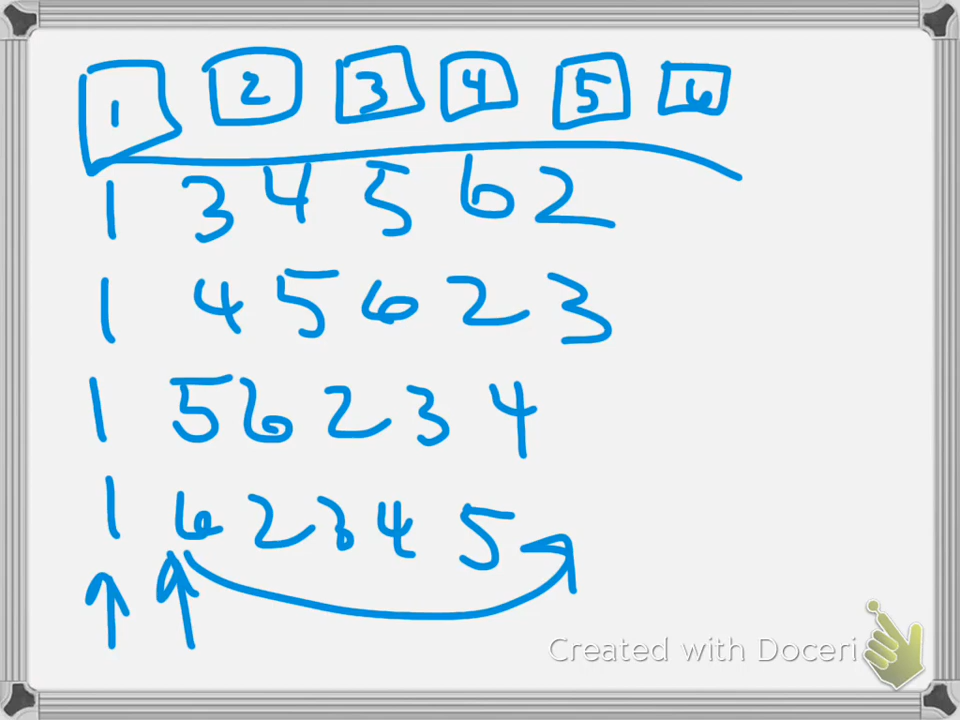 1 2 3 4 5 6
1 3 4 5 6 2
1 4 5 6 2 3
1 5 6 2 3 4
1 6 2 3 4 5
Created with Doceri